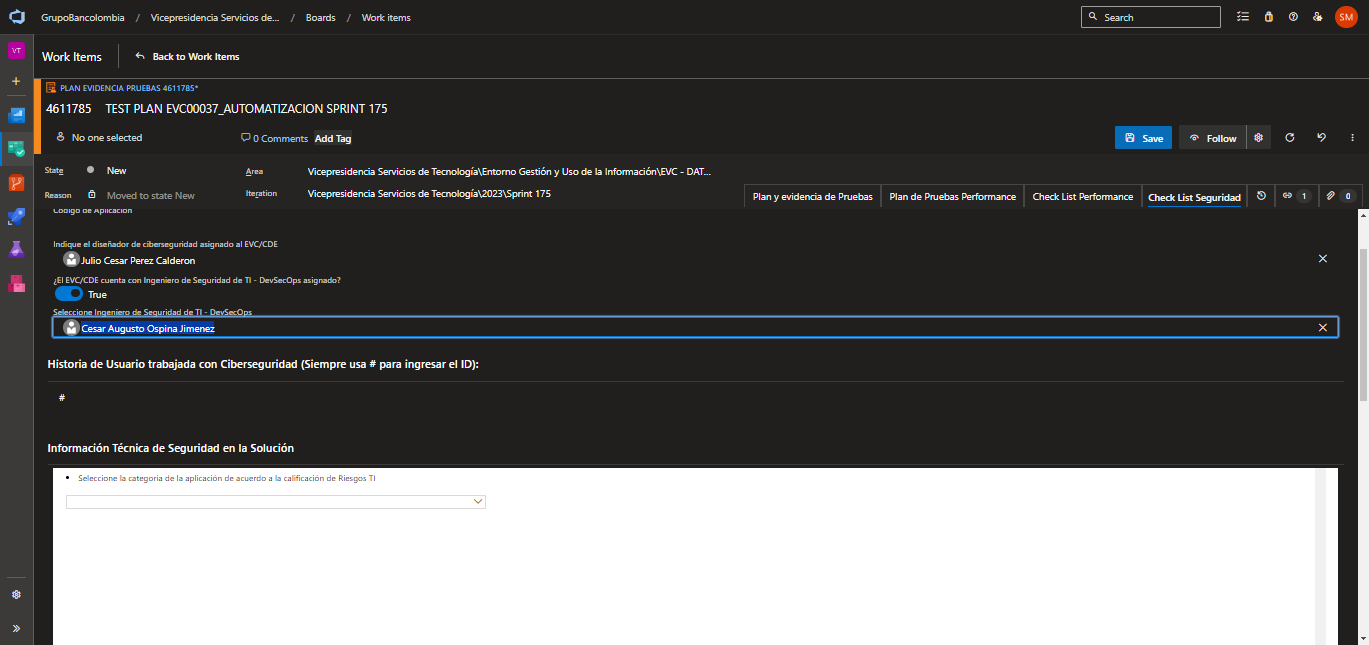 GrupoBancolombia / Vicepresidencia Servicios de... / Boards / Work items
Search
SM
VT
Work Items
Back to Work Items
PLAN EVIDENCIA PRUEBAS 4611785*
4611785 TEST PLAN EVC00037_AUTOMATIZACION SPRINT 175
No one selected
0 Comments
Add Tag
Save
Follow
State
New
Area
Vicepresidencia Servicios de Tecnología\Entorno Gestión y Uso de la Información\EVC - DAT...
Reason
Moved to state New
Iteration
Vicepresidencia Servicios de Tecnología\2023\Sprint 175
Plan y evidencia de Pruebas
Plan de Pruebas Performance
Check List Performance
Check List Seguridad
1
0
Código de Aplicación
Indique el diseñador de ciberseguridad asignado al EVC/CDE
Julio Cesar Perez Calderon
¿El EVC/CDE cuenta con Ingeniero de Seguridad de TI - DevSecOps asignado?
True
Seleccione Ingeniero de Seguridad de TI - DevSecOps
Cesar Augusto Ospina Jimenez
Historia de Usuario trabajada con Ciberseguridad (Siempre usa # para ingresar el ID):
#
Información Técnica de Seguridad en la Solución
• Seleccione la categoria de la aplicación de acuerdo a la calificación de Riesgos TI